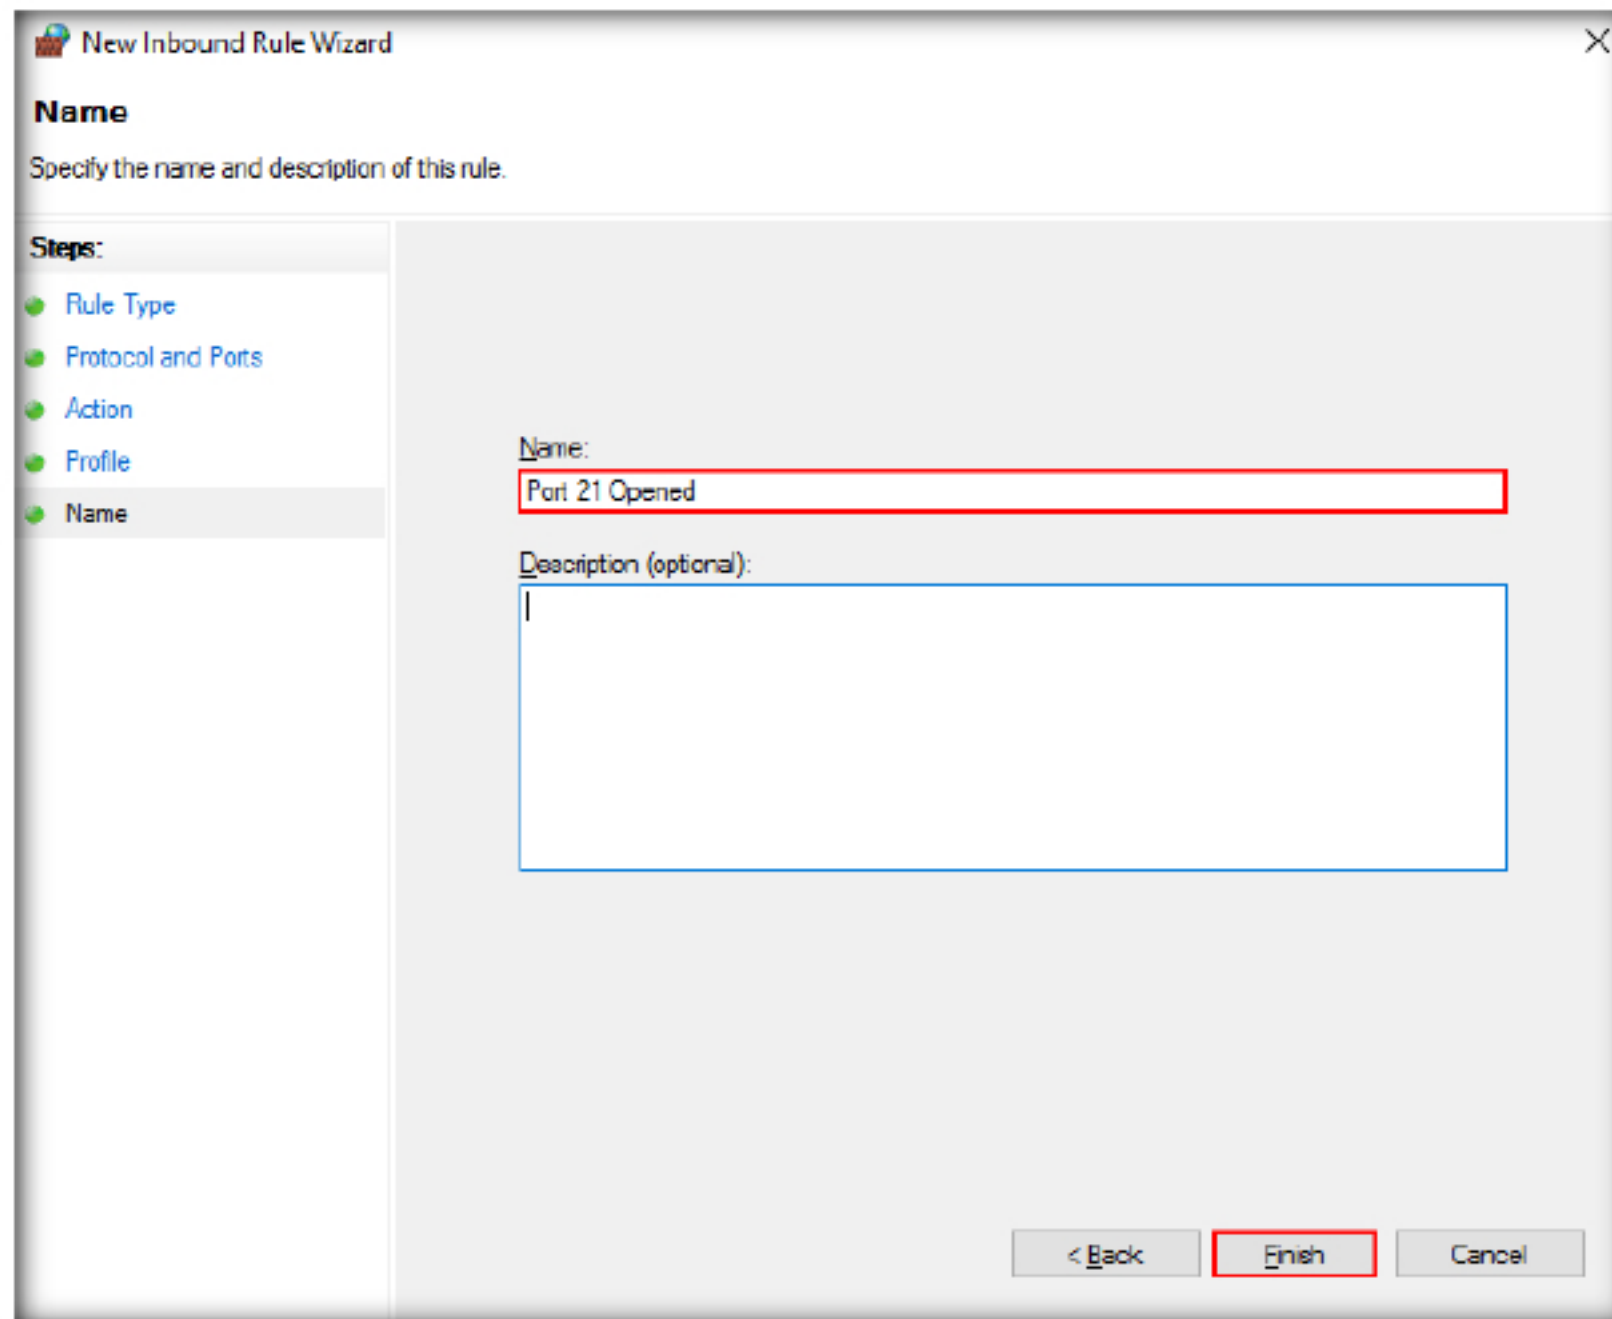 New Inbound Rule Wizard
Name
Specify the name and description of this rule.
Steps:
Rule Type
Protocol and Ports
Action
Profile
Name
Name:
Port 21 Opened
Description (optional):
< Back
Finish
Cancel